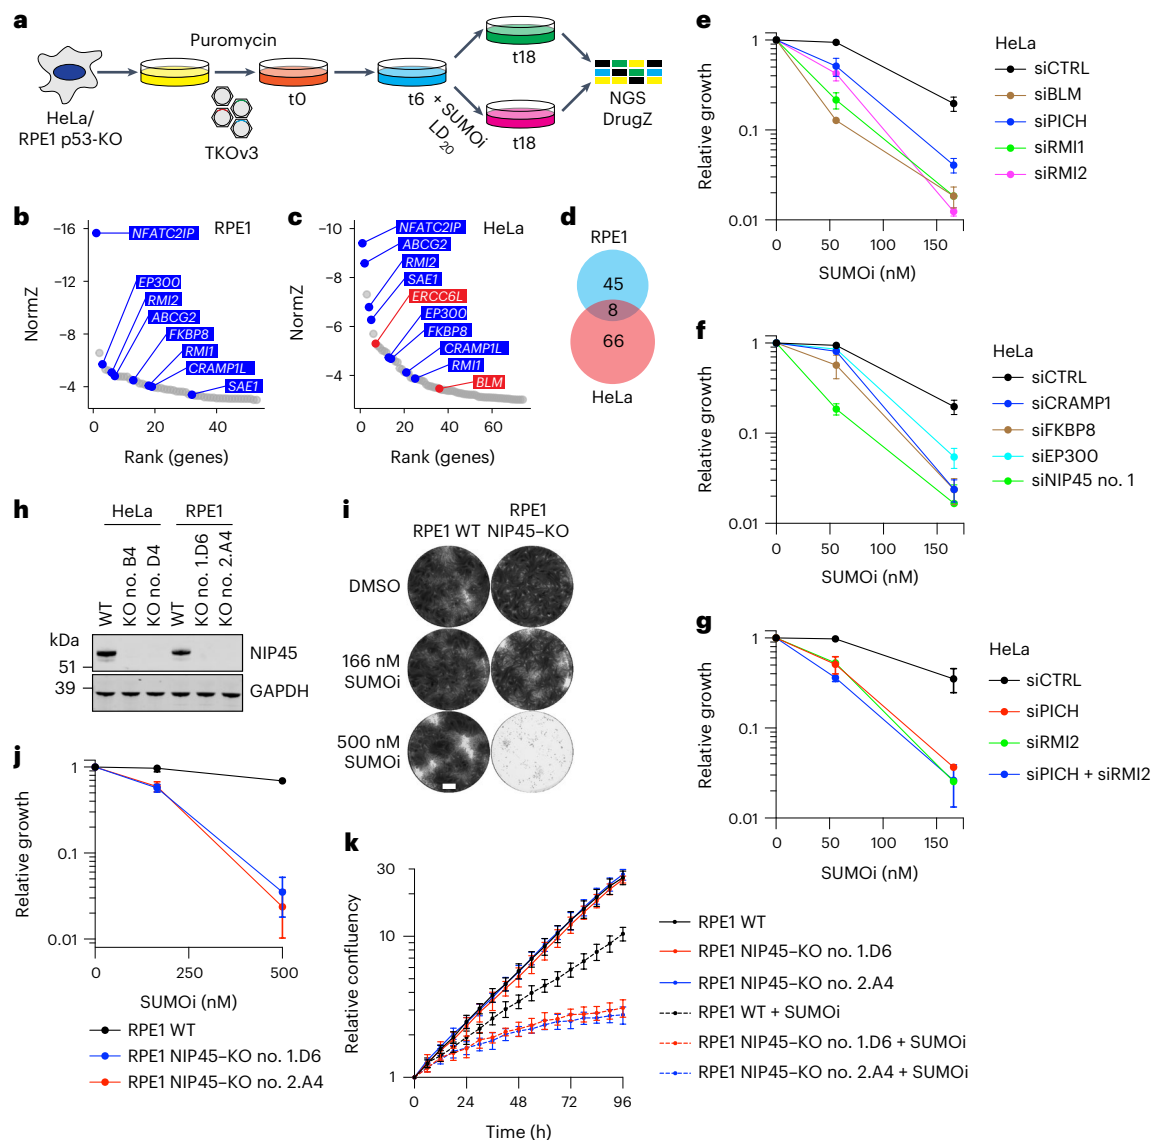 a
Puromycin
HeLa/
RPE1 p53-KO
TKOv3
t0
t6
+ SUMOi
LD20
t18
t18
NGS
DrugZ
b
RPE1
NormZ
−16
−12
−8
−4
NFATC2IP
EP300
RMI2
ABCG2
FKBP8
RMI1
CRAMP1L
SAE1
0
20
40
Rank (genes)
c
HeLa
NormZ
−10
−8
−6
−4
NFATC2IP
ABCG2
RMI2
SAE1
ERCC6L
EP300
FKBP8
CRAMP1L
RMI1
BLM
0
20
40
60
Rank (genes)
d
RPE1
45
8
66
HeLa
e
Relative growth
1
0.1
0.01
0
50
100
150
SUMOi (nM)
HeLa
siCTRL
siBLM
siPICH
siRMI1
siRMI2
f
Relative growth
1
0.1
0.01
0
50
100
150
SUMOi (nM)
HeLa
siCTRL
siCRAMP1
siFKBP8
siEP300
siNIP45 no. 1
g
Relative growth
1
0.1
0.01
0
50
100
150
SUMOi (nM)
HeLa
siCTRL
siPICH
siRMI2
siPICH + siRMI2
h
HeLa
RPE1
WT
KO no. B4
KO no. D4
WT
KO no. 1.D6
KO no. 2.A4
kDa
51
39
NIP45
GAPDH
i
RPE1 WT
RPE1
NIP45–KO
DMSO
166 nM
SUMOi
500 nM
SUMOi
j
Relative growth
1
0.1
0.01
0
250
500
SUMOi (nM)
RPE1 WT
RPE1 NIP45–KO no. 1.D6
RPE1 NIP45–KO no. 2.A4
k
Relative confluency
30
10
1
0
24
48
72
96
Time (h)
RPE1 WT
RPE1 NIP45–KO no. 1.D6
RPE1 NIP45–KO no. 2.A4
RPE1 WT + SUMOi
RPE1 NIP45–KO no. 1.D6 + SUMOi
RPE1 NIP45–KO no. 2.A4 + SUMOi